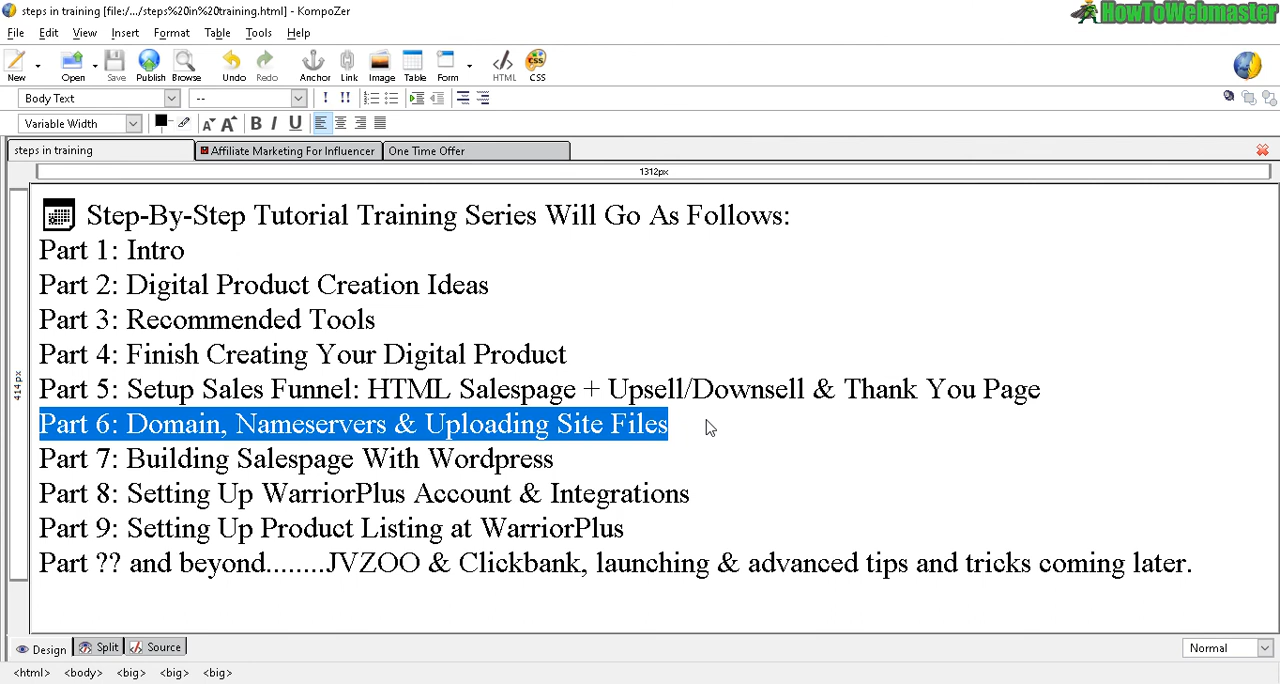 steps in training [file:/.../steps%20in%20training.html] - KompoZer
HowToWebmaster
File Edit View Insert Format Table Tools Help
New Open Save Publish Browse Undo Redo Anchor Link Image Table Form HTML CSS
Body Text -- ! !!
Variable Width A A B I U
steps in training Affiliate Marketing For Influencer One Time Offer
1312px
414px
Step-By-Step Tutorial Training Series Will Go As Follows:
Part 1: Intro
Part 2: Digital Product Creation Ideas
Part 3: Recommended Tools
Part 4: Finish Creating Your Digital Product
Part 5: Setup Sales Funnel: HTML Salespage + Upsell/Downsell & Thank You Page
Part 6: Domain, Nameservers & Uploading Site Files
Part 7: Building Salespage With Wordpress
Part 8: Setting Up WarriorPlus Account & Integrations
Part 9: Setting Up Product Listing at WarriorPlus
Part ?? and beyond........JVZOO & Clickbank, launching & advanced tips and tricks coming later.
Design Split Source Normal
<html> <body> <big> <big> <big>